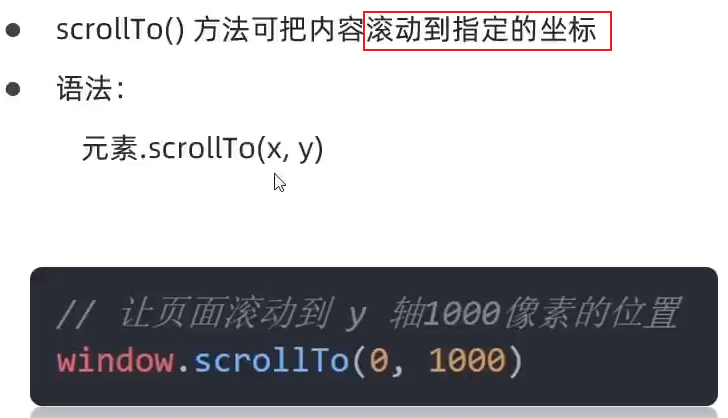 ● scrollTo() 方法可把内容滚动到指定的坐标
● 语法：
元素.scrollTo(x, y)
// 让页面滚动到 y 轴1000像素的位置
window.scrollTo(0, 1000)